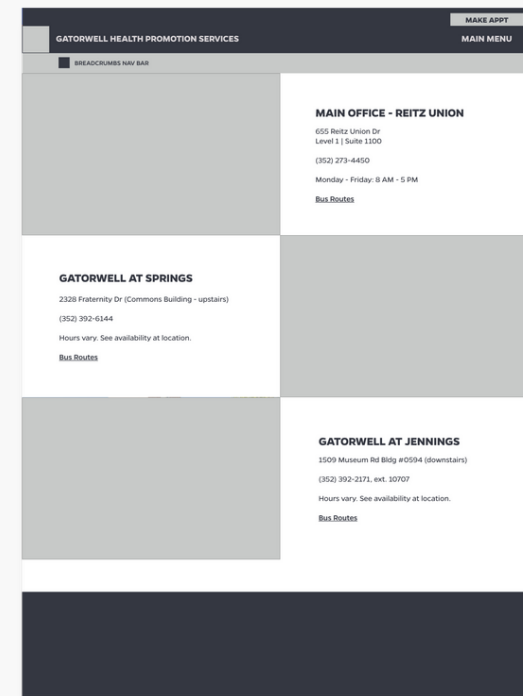 MAKE APPT
GATORWELL HEALTH PROMOTION SERVICES
MAIN MENU
BREADCRUMBS NAV BAR
MAIN OFFICE - REITZ UNION
655 Reitz Union Dr
Level 1 | Suite 1100
(352) 273-4450
Monday - Friday: 8 AM - 5 PM
Bus Routes
GATORWELL AT SPRINGS
2328 Fraternity Dr (Commons Building - upstairs)
(352) 392-6144
Hours vary. See availability at location.
Bus Routes
GATORWELL AT JENNINGS
1509 Museum Rd Bldg #0594 (downstairs)
(352) 392-2171, ext. 10707
Hours vary. See availability at location.
Bus Routes